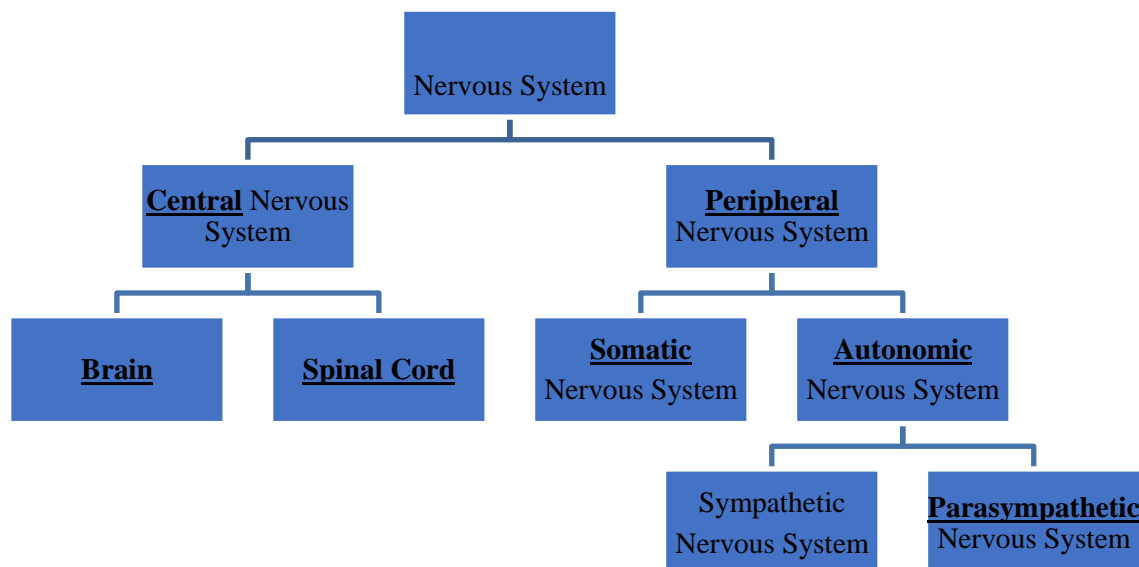 Nervous System
Central Nervous
System
Peripheral
Nervous System
Brain
Spinal Cord
Somatic
Nervous System
Autonomic
Nervous System
Sympathetic
Nervous System
Parasympathetic
Nervous System